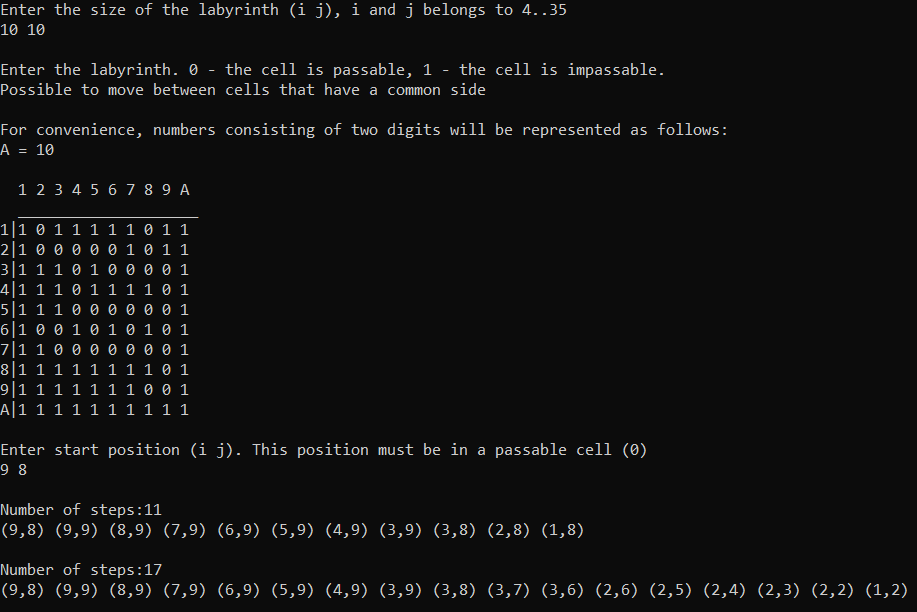 Enter the size of the labyrinth (i j), i and j belongs to 4..35
10 10
Enter the labyrinth. 0 - the cell is passable, 1 - the cell is impassable.
Possible to move between cells that have a common side
For convenience, numbers consisting of two digits will be represented as follows:
A = 10
1 2 3 4 5 6 7 8 9 A
1|1 0 1 1 1 1 1 0 1 1
2|1 0 0 0 0 0 1 0 1 1
3|1 1 1 0 1 0 0 0 0 1
4|1 1 1 0 1 1 1 1 0 1
5|1 1 1 0 0 0 0 0 0 1
6|1 0 0 1 0 1 0 1 0 1
7|1 1 0 0 0 0 0 0 0 1
8|1 1 1 1 1 1 1 1 0 1
9|1 1 1 1 1 1 1 0 0 1
A|1 1 1 1 1 1 1 1 1 1
Enter start position (i j). This position must be in a passable cell (0)
9 8
Number of steps:11
(9,8) (9,9) (8,9) (7,9) (6,9) (5,9) (4,9) (3,9) (3,8) (2,8) (1,8)
Number of steps:17
(9,8) (9,9) (8,9) (7,9) (6,9) (5,9) (4,9) (3,9) (3,8) (3,7) (3,6) (2,6) (2,5) (2,4) (2,3) (2,2) (1,2)